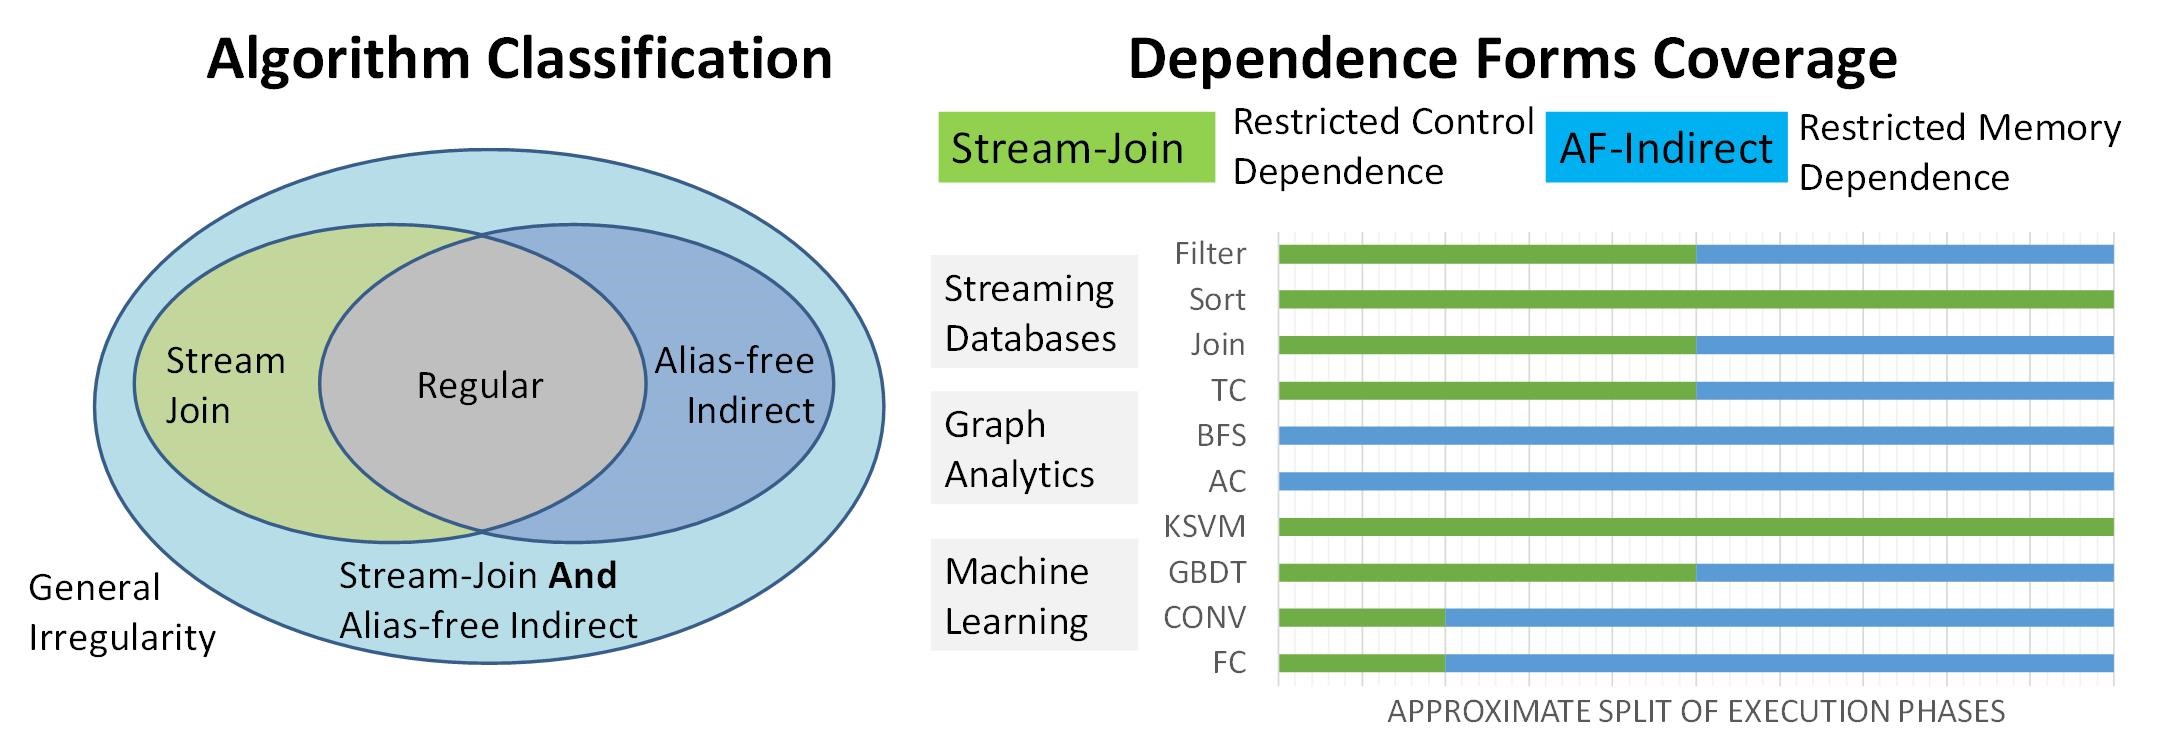 Algorithm Classification
Stream
Join
Regular
Alias-free
Indirect
Stream-Join And
Alias-free Indirect
General
Irregularity
Dependence Forms Coverage
Stream-Join
Restricted Control
Dependence
AF-Indirect
Restricted Memory
Dependence
Streaming
Databases
Graph
Analytics
Machine
Learning
Filter
Sort
Join
TC
BFS
AC
KSVM
GBDT
CONV
FC
APPROXIMATE SPLIT OF EXECUTION PHASES